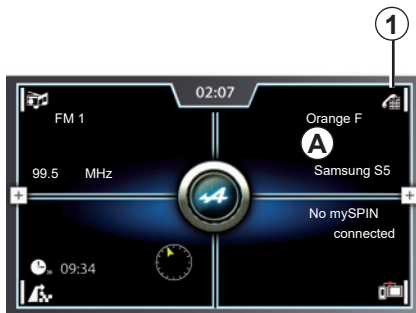 1
02:07
FM 1
Orange F
A
99.5 MHz
Samsung S5
No mySPIN
connected
09:34